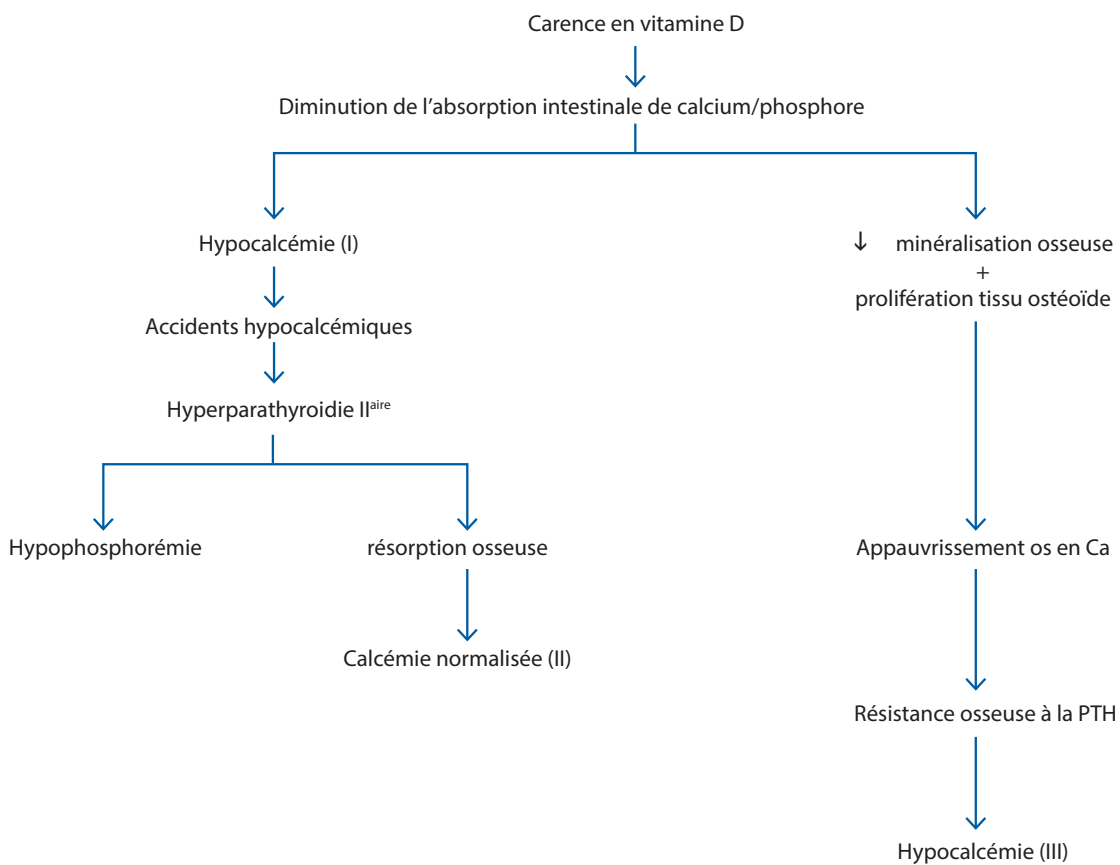 Carence en vitamine D
Diminution de l'absorption intestinale de calcium/phosphore
Hypocalcémie (I)
↓ minéralisation osseuse
+
prolifération tissu ostéoïde
Accidents hypocalcémiques
Hyperparathyroidie IIaire
Hypophosphorémie
résorption osseuse
Appauvrissement os en Ca
Calcémie normalisée (II)
Résistance osseuse à la PTH
Hypocalcémie (III)